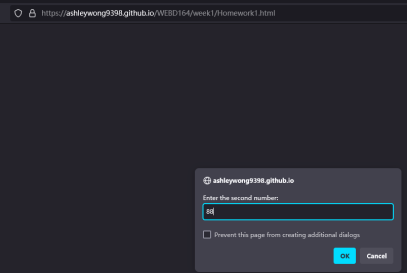 https://ashleywong9398.github.io/WEBD164/week1/Homework1.html
ashleywong9398.github.io
Enter the second number:
88
Prevent this page from creating additional dialogs
OK Cancel